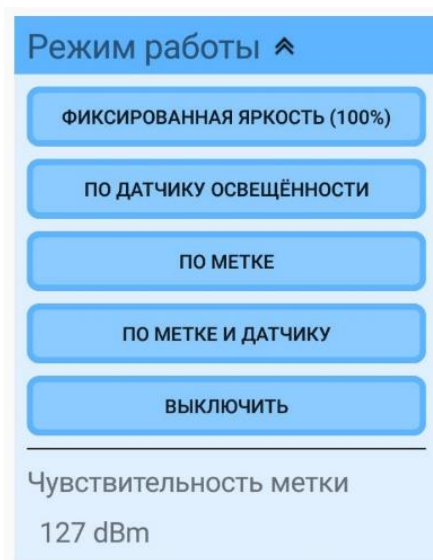 Режим работы
ФИКСИРОВАННАЯ ЯРКОСТЬ (100%)
ПО ДАТЧИКУ ОСВЕЩЁННОСТИ
ПО МЕТКЕ
ПО МЕТКЕ И ДАТЧИКУ
ВЫКЛЮЧИТЬ
Чувствительность метки
127 dBm